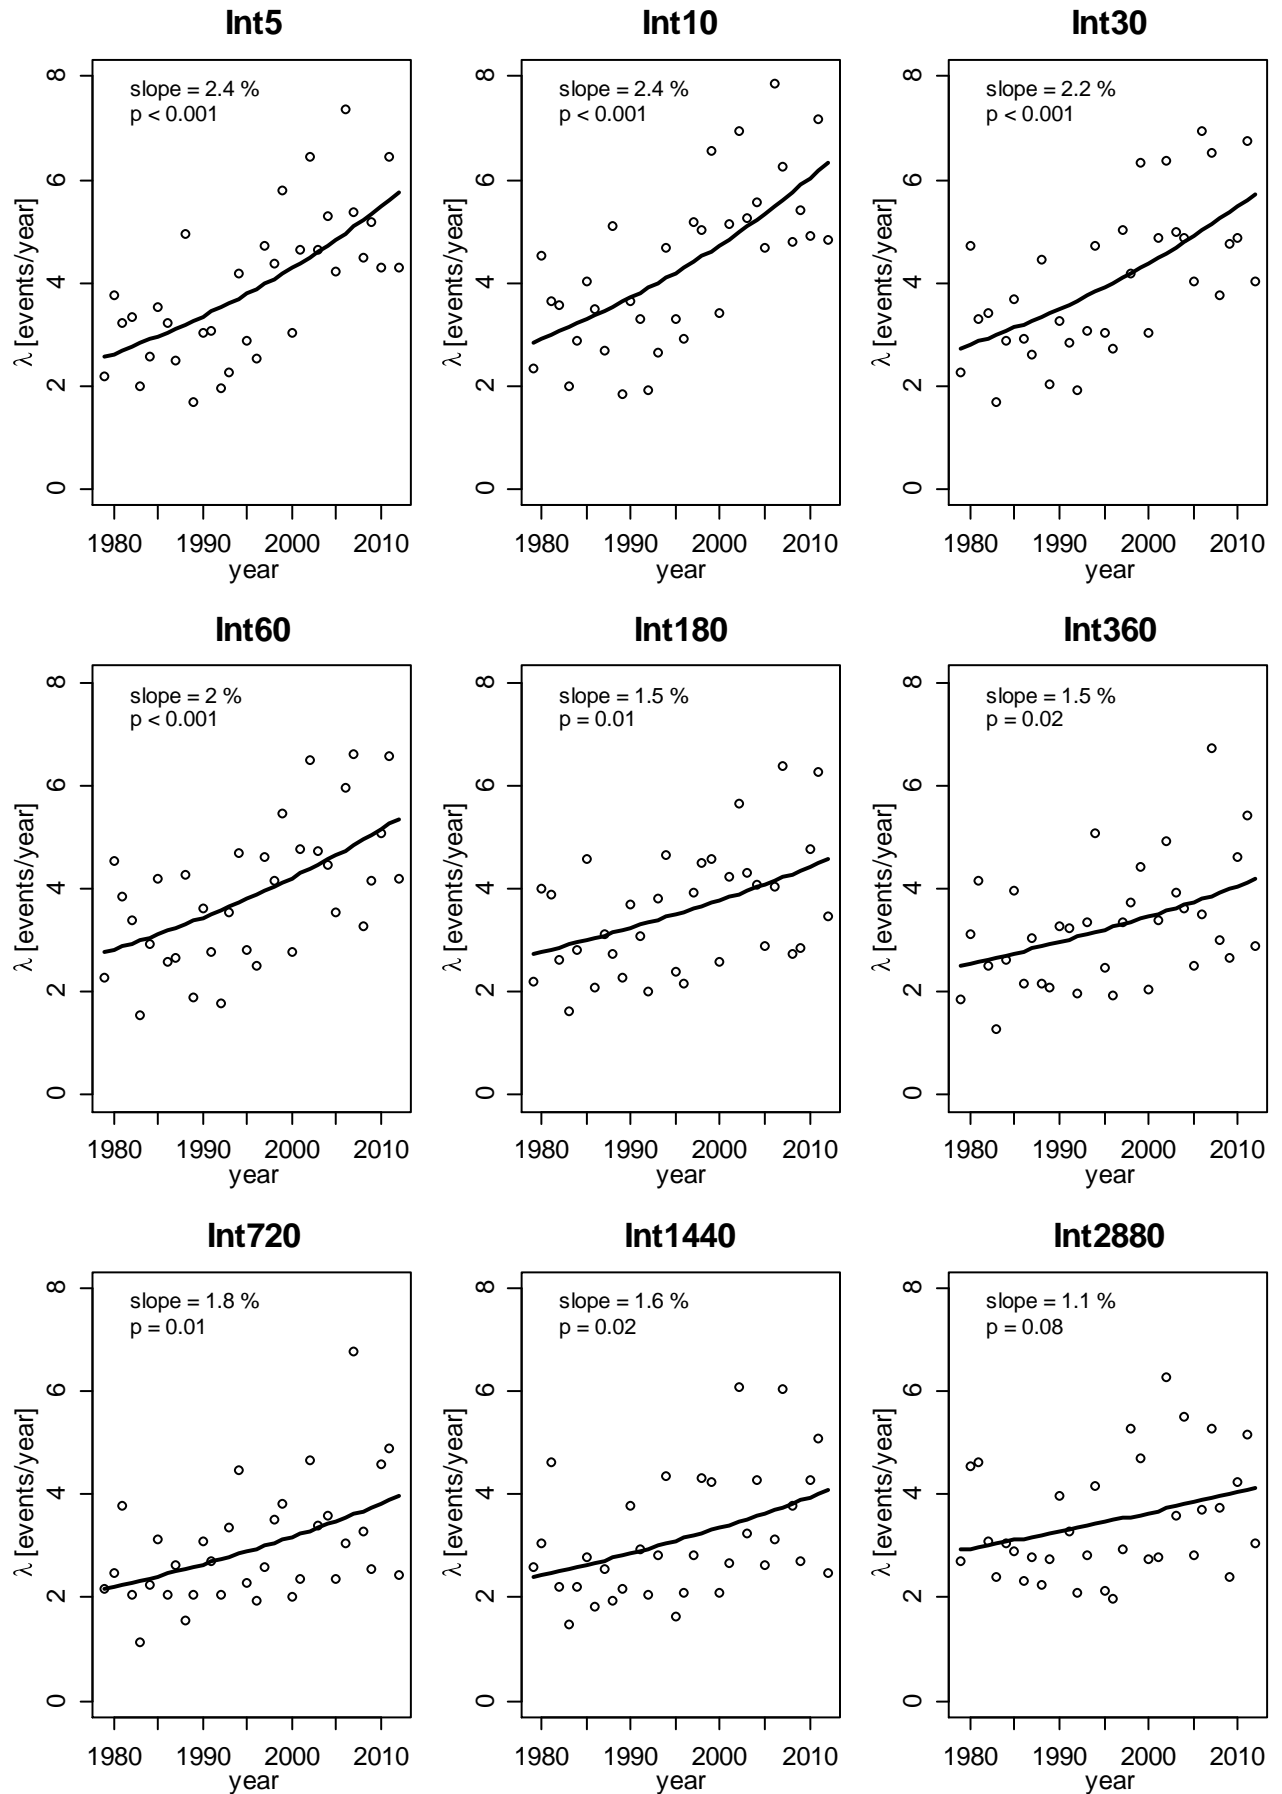 Int5
slope = 2.4 %
p < 0.001
8
6
4
2
0
λ [events/year]
1980 1990 2000 2010
year
Int10
slope = 2.4 %
p < 0.001
8
6
4
2
0
λ [events/year]
1980 1990 2000 2010
year
Int30
slope = 2.2 %
p < 0.001
8
6
4
2
0
λ [events/year]
1980 1990 2000 2010
year
Int60
slope = 2 %
p < 0.001
8
6
4
2
0
λ [events/year]
1980 1990 2000 2010
year
Int180
slope = 1.5 %
p = 0.01
8
6
4
2
0
λ [events/year]
1980 1990 2000 2010
year
Int360
slope = 1.5 %
p = 0.02
8
6
4
2
0
λ [events/year]
1980 1990 2000 2010
year
Int720
slope = 1.8 %
p = 0.01
8
6
4
2
0
λ [events/year]
1980 1990 2000 2010
year
Int1440
slope = 1.6 %
p = 0.02
8
6
4
2
0
λ [events/year]
1980 1990 2000 2010
year
Int2880
slope = 1.1 %
p = 0.08
8
6
4
2
0
λ [events/year]
1980 1990 2000 2010
year